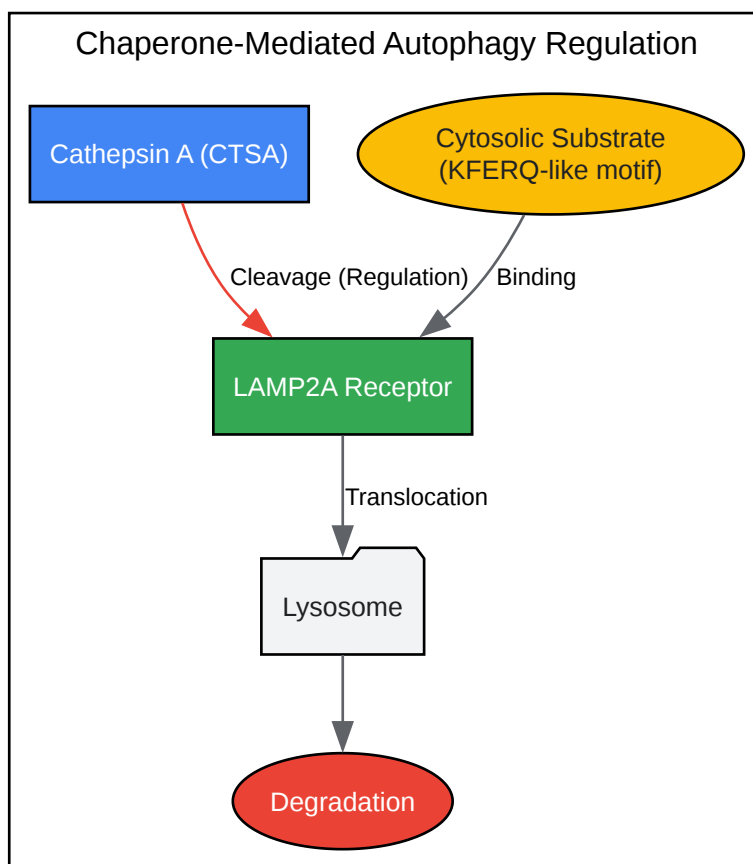 Chaperone-Mediated Autophagy Regulation
Cathepsin A (CTSA)
Cytosolic Substrate
(KFERQ-like motif)
Cleavage (Regulation)
Binding
LAMP2A Receptor
Translocation
Lysosome
Degradation